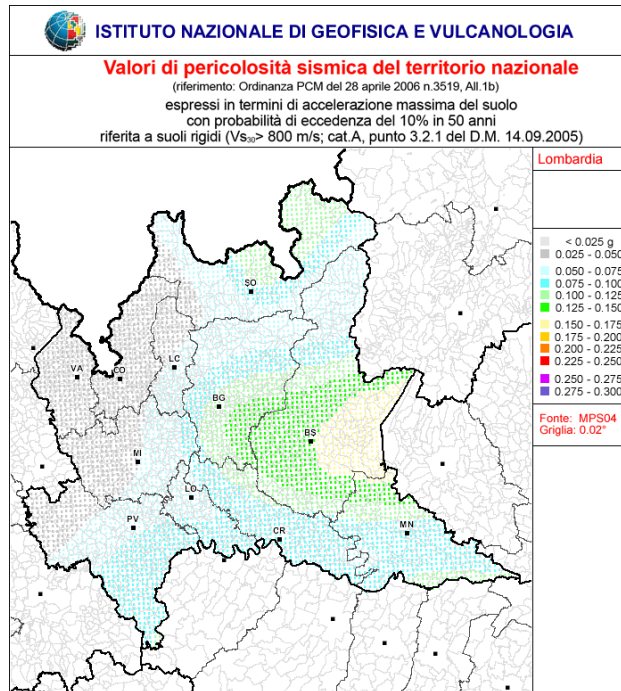 ISTITUTO NAZIONALE DI GEOFISICA E VULCANOLOGIA
Valori di pericolosità sismica del territorio nazionale
(riferimento: Ordinanza PCM del 28 aprile 2006 n.3519, All.1b)
espressi in termini di accelerazione massima del suolo
con probabilità di eccedenza del 10% in 50 anni
riferita a suoli rigidi (Vs₃₀> 800 m/s; cat.A, punto 3.2.1 del D.M. 14.09.2005)
Lombardia
< 0.025 g
0.025 - 0.050
0.050 - 0.075
0.075 - 0.100
0.100 - 0.125
0.125 - 0.150
0.150 - 0.175
0.175 - 0.200
0.200 - 0.225
0.225 - 0.250
0.250 - 0.275
0.275 - 0.300
Fonte: MPS04
Griglia: 0.02°
SO
LC
VA
CO
BG
BS
MI
LO
PV
CR
MN